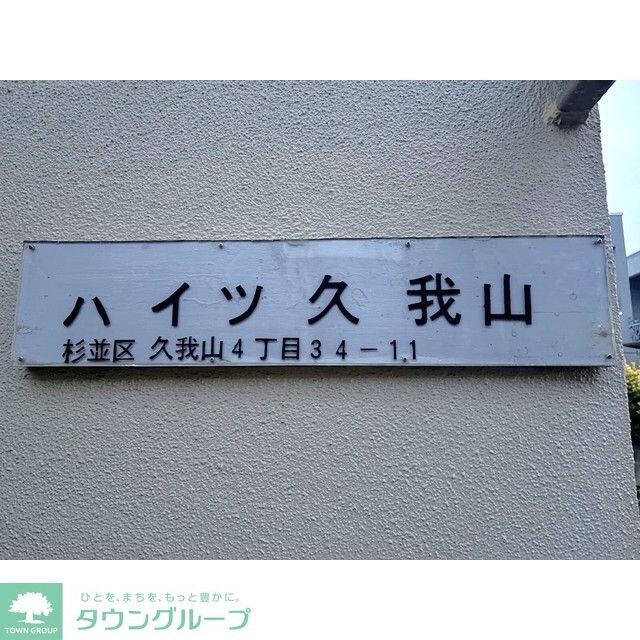 ハイツ久我山
杉並区 久我山4丁目34-11
ひとを、まちを、もっと豊かに。
TOWN GROUP
タウングループ